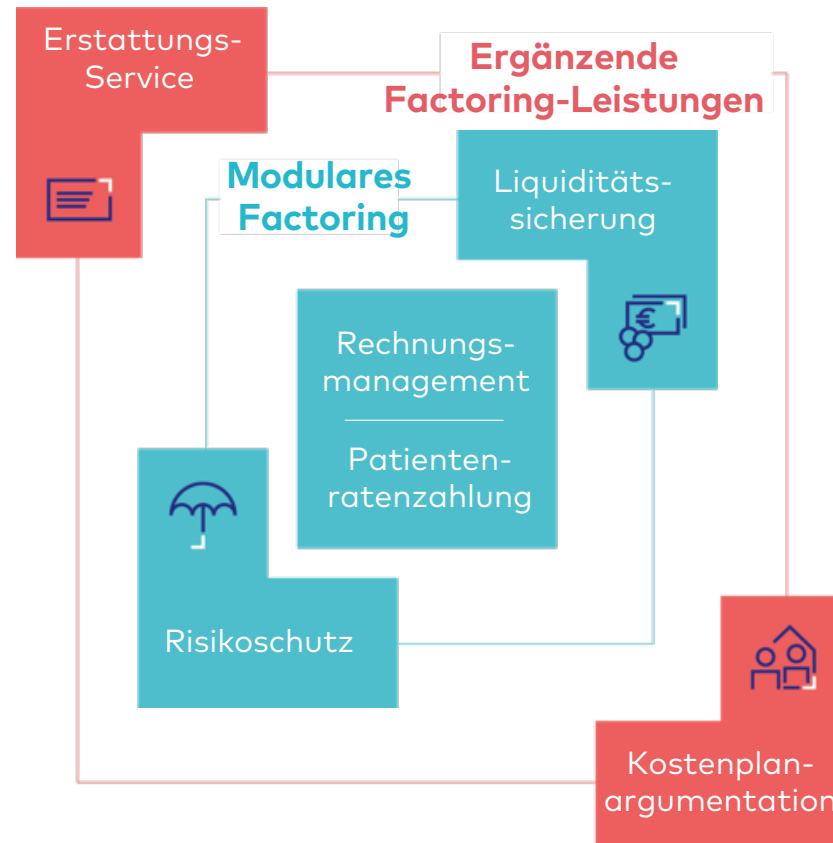 Erstattungs-
Service
Ergänzende
Factoring-Leistungen
Modulares
Factoring
Liquiditäts-
sicherung
€
Rechnungs-
management
Patienten-
ratenzahlung
Risikoschutz
Kostenplan-
argumentation